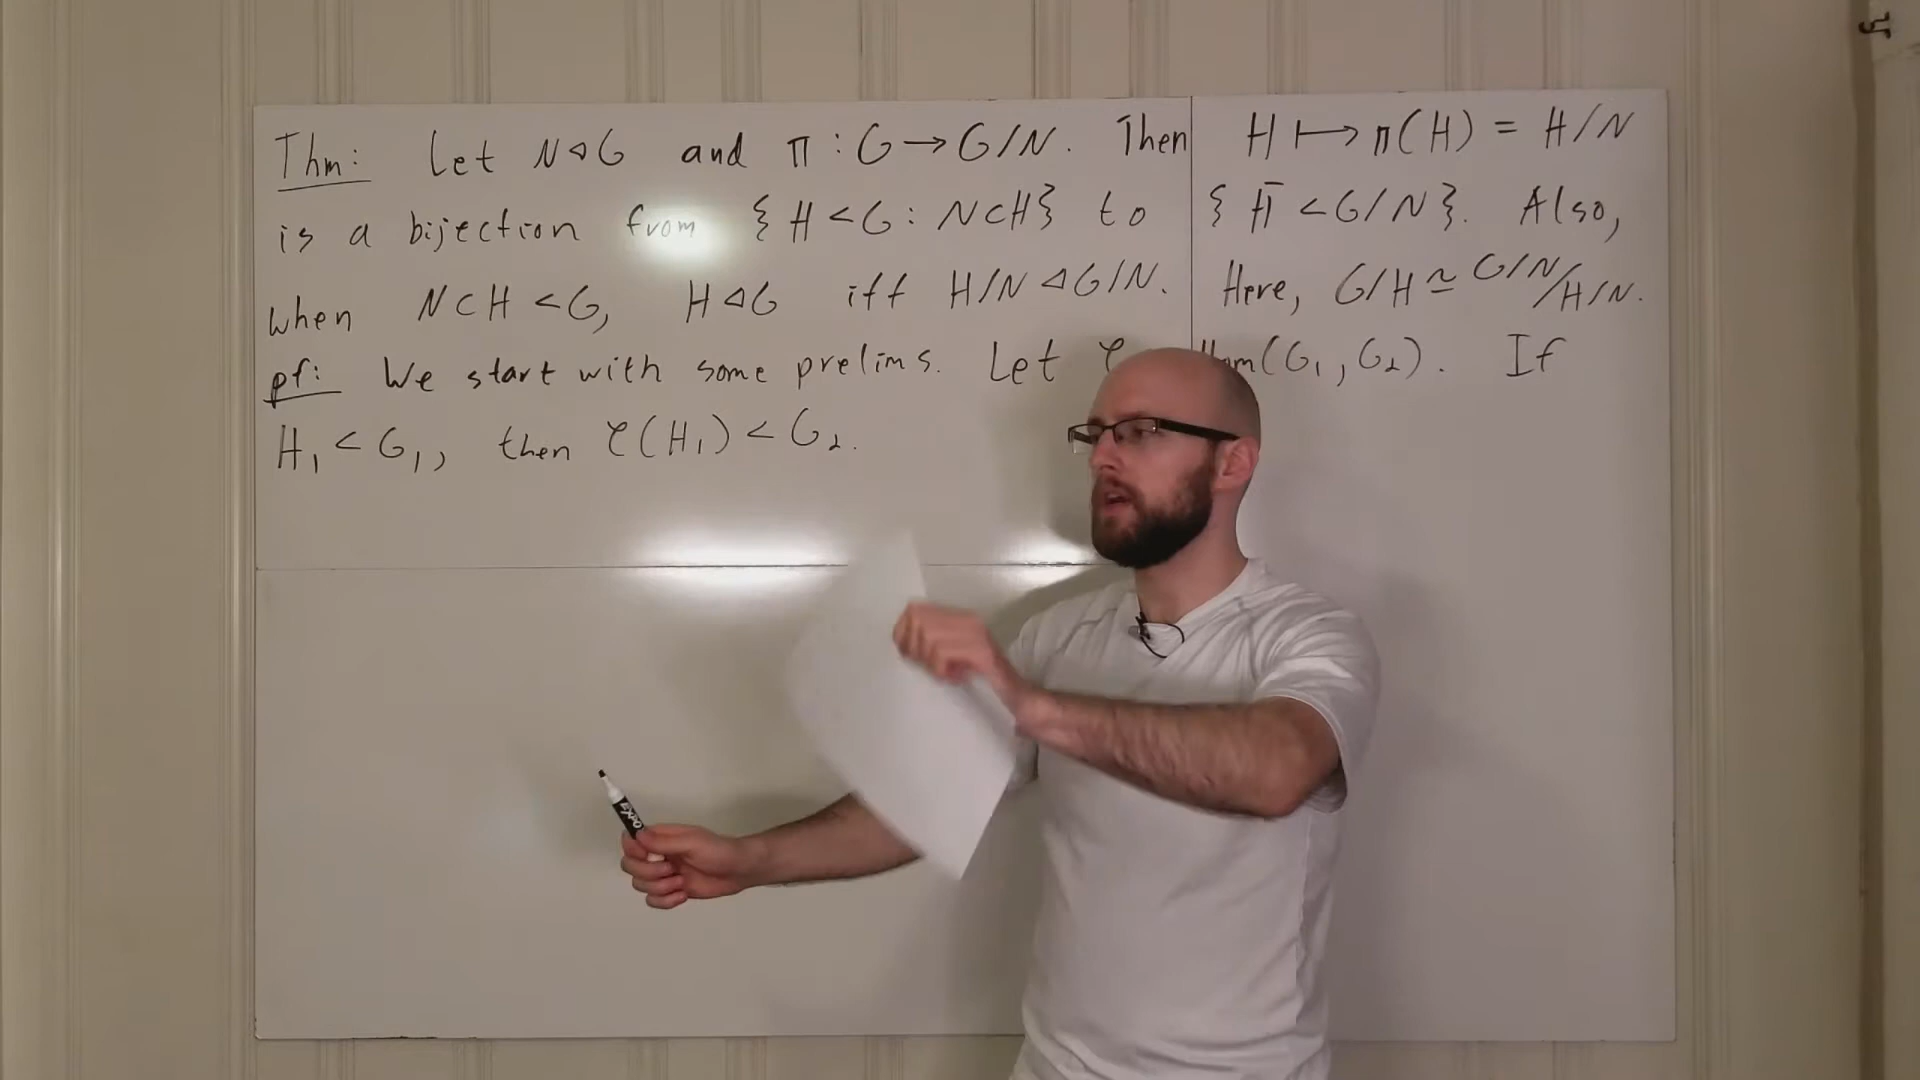 Thm: Let N ⊲ G and π : G → G/N. Then H ↦ π(H) = H/N
is a bijection from { H < G : N ⊂ H } to { H̄ < G/N }. Also,
when N ⊂ H < G, H ⊲ G iff H/N ⊲ G/N. Here, G/H ≃ G/N/H/N.
pf: We start with some prelims. Let φ Hom(G₁, G₂). If
H₁ < G₁, then φ(H₁) < G₂.
EXPO